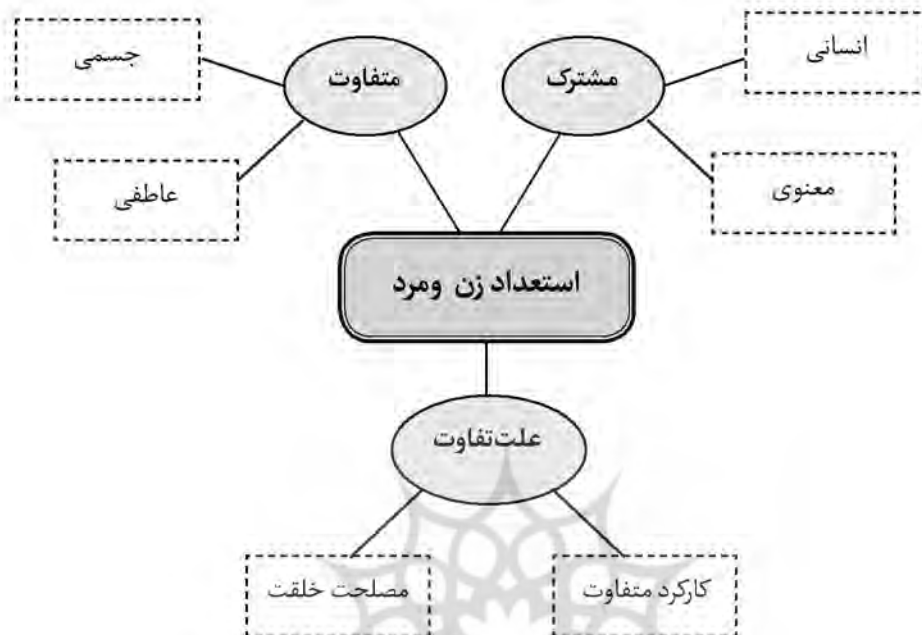 انسانی
مشترک
متفاوت
جسمی
معنوی
عاطفی
استعداد زن ومرد
علت‌تفاوت
کارکرد متفاوت
مصلحت خلقت